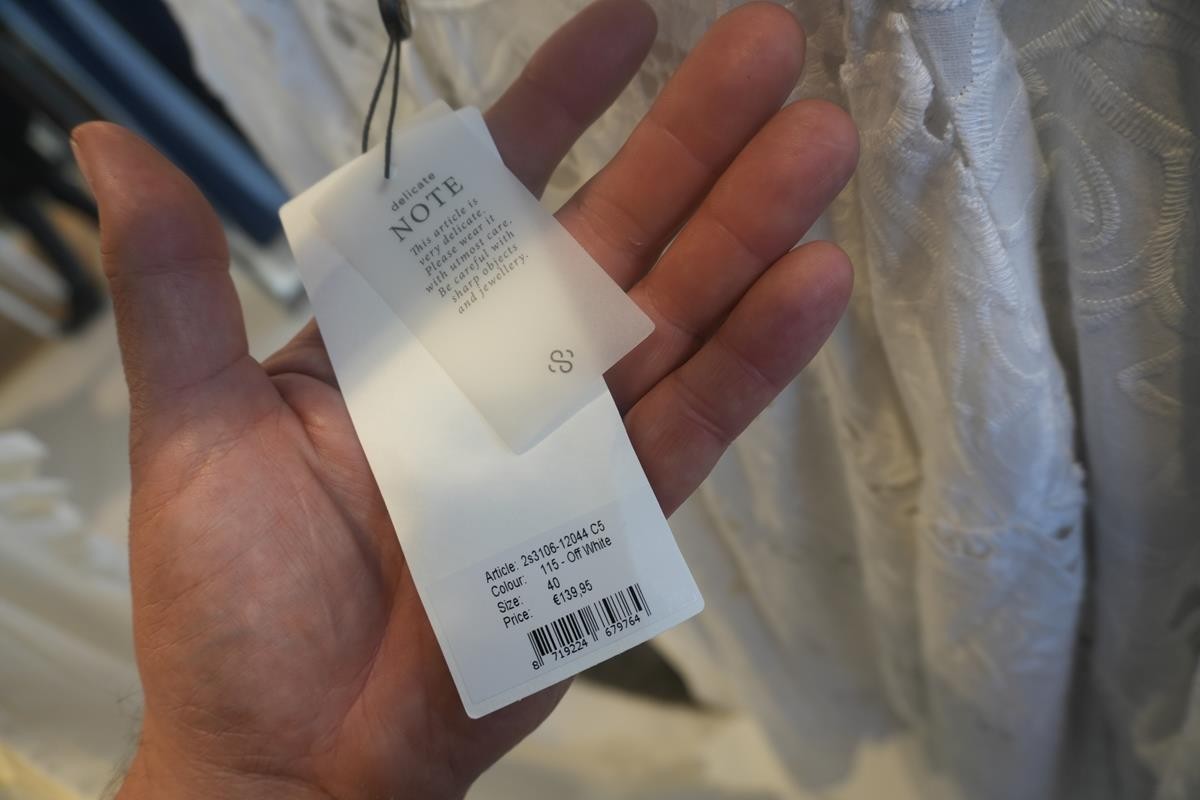 delicate
NOTE
This article is
very delicate.
Please wear it
with utmost care.
Be careful with
sharp objects
and jewellery.
S
Article: 2s3106-12044 C5
Colour: 115 - Off White
Size: 40
Price: €139,95
8 719224 679764